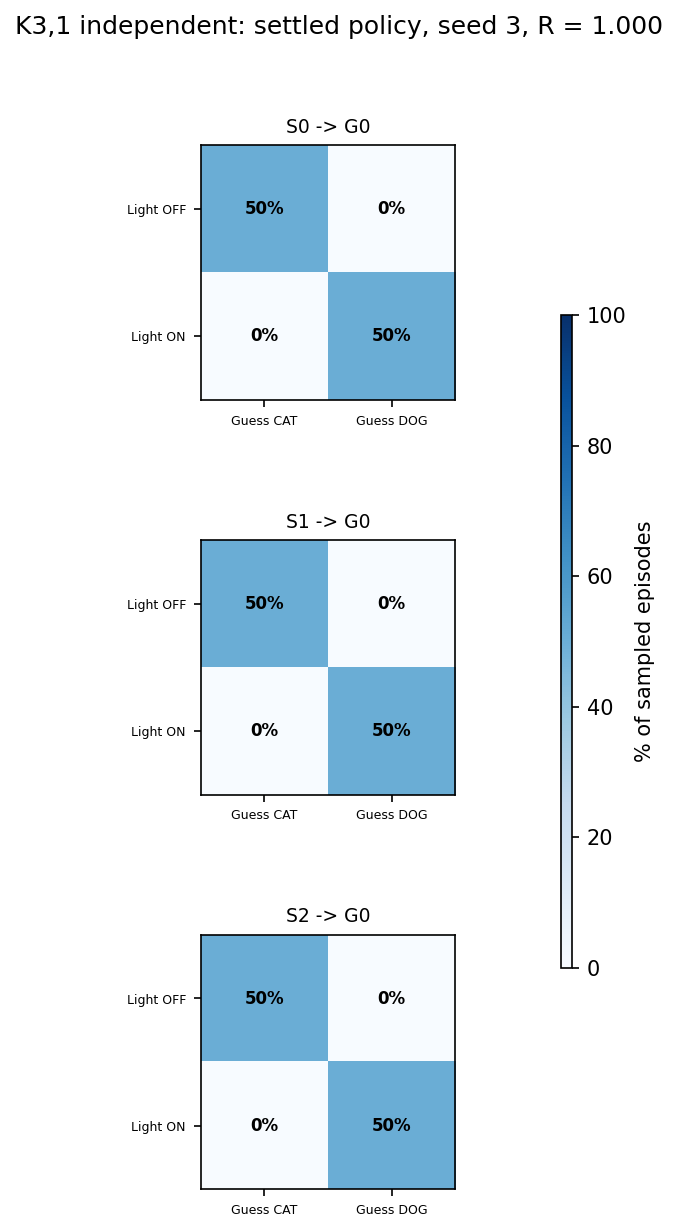 K3,1 independent: settled policy, seed 3, R = 1.000
S0 -> G0
Light OFF
50%
0%
Light ON
0%
50%
Guess CAT
Guess DOG
S1 -> G0
Light OFF
50%
0%
Light ON
0%
50%
Guess CAT
Guess DOG
S2 -> G0
Light OFF
50%
0%
Light ON
0%
50%
Guess CAT
Guess DOG
100
80
60
40
20
0
% of sampled episodes